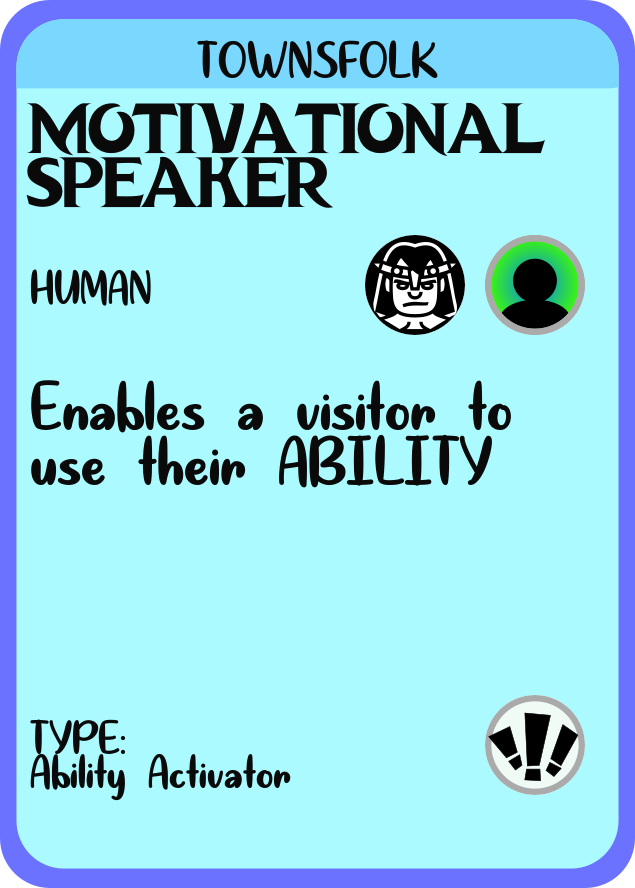 TOWNSFOLK
MOTIVATIONAL
SPEAKER
HUMAN
Enables a visitor to
use their ABILITY
TYPE:
Ability Activator